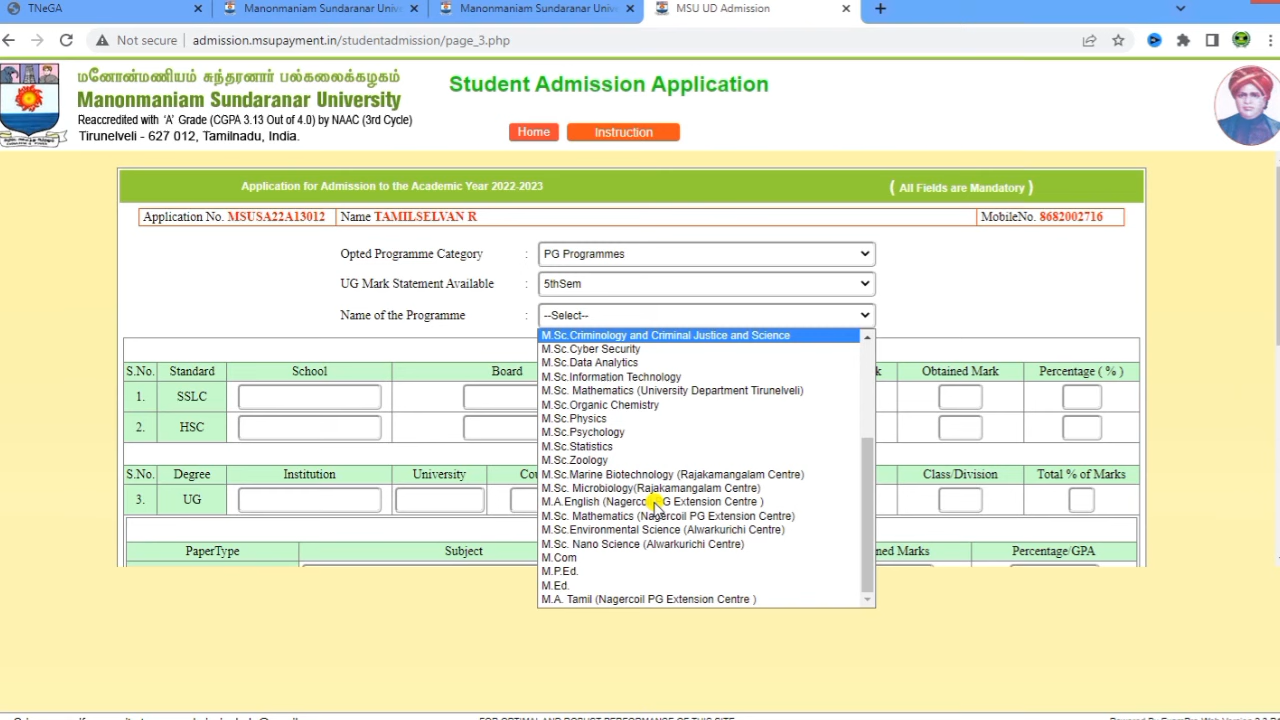 TNeGA
Manonmaniam Sundaranar Univ
Manonmaniam Sundaranar Univ
MSU UD Admission
Not secure
admission.msupayment.in/studentadmission/page_3.php
மனோன்மணியம் சுந்தரனார் பல்கலைக்கழகம்
Manonmaniam Sundaranar University
Reaccredited with 'A' Grade (CGPA 3.13 Out of 4.0) by NAAC (3rd Cycle)
Tirunelveli - 627 012, Tamilnadu, India.
Student Admission Application
Home
Instruction
Application for Admission to the Academic Year 2022-2023
( All Fields are Mandatory )
Application No. MSUSA22A13012
Name TAMILSELVAN R
MobileNo. 8682002716
Opted Programme Category : PG Programmes
UG Mark Statement Available : 5thSem
Name of the Programme : --Select--
M.Sc.Criminology and Criminal Justice and Science
M.Sc.Cyber Security
M.Sc.Data Analytics
M.Sc.Information Technology
M.Sc. Mathematics (University Department Tirunelveli)
M.Sc.Organic Chemistry
M.Sc.Physics
M.Sc.Psychology
M.Sc.Statistics
M.Sc.Zoology
M.Sc.Marine Biotechnology (Rajakamangalam Centre)
M.Sc. Microbiology(Rajakamangalam Centre)
M.A.English (Nagercoil PG Extension Centre )
M.Sc. Mathematics (Nagercoil PG Extension Centre)
M.Sc.Environmental Science (Alwarkurichi Centre)
M.Sc. Nano Science (Alwarkurichi Centre)
M.Com
M.P.Ed.
M.Ed.
M.A. Tamil (Nagercoil PG Extension Centre )
S.No. Standard School Board k Obtained Mark Percentage ( % )
1. SSLC
2. HSC
S.No. Degree Institution University Cou Class/Division Total % of Marks
3. UG
PaperType Subject ned Marks Percentage/GPA